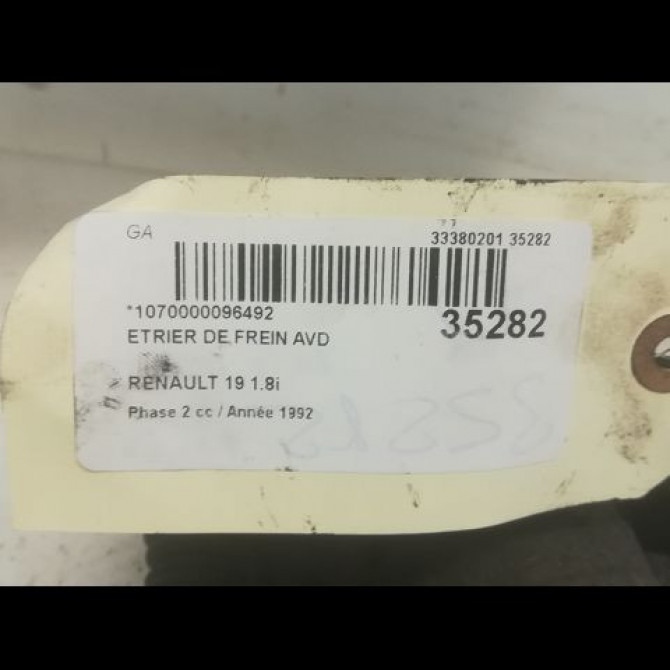 GA
33380201 35282
*1070000096492
35282
ETRIER DE FREIN AVD
RENAULT 19 1.8i
Phase 2 cc / Année 1992